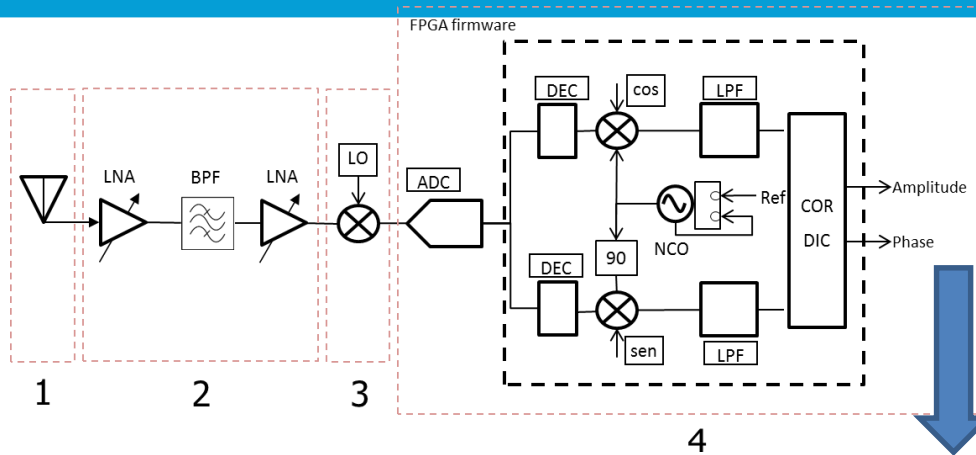 FPGA firmware
DEC
cos
LPF
LNA
BPF
LNA
LO
ADC
Ref
NCO
COR
DIC
Amplitude
Phase
90
DEC
sen
LPF
1
2
3
4